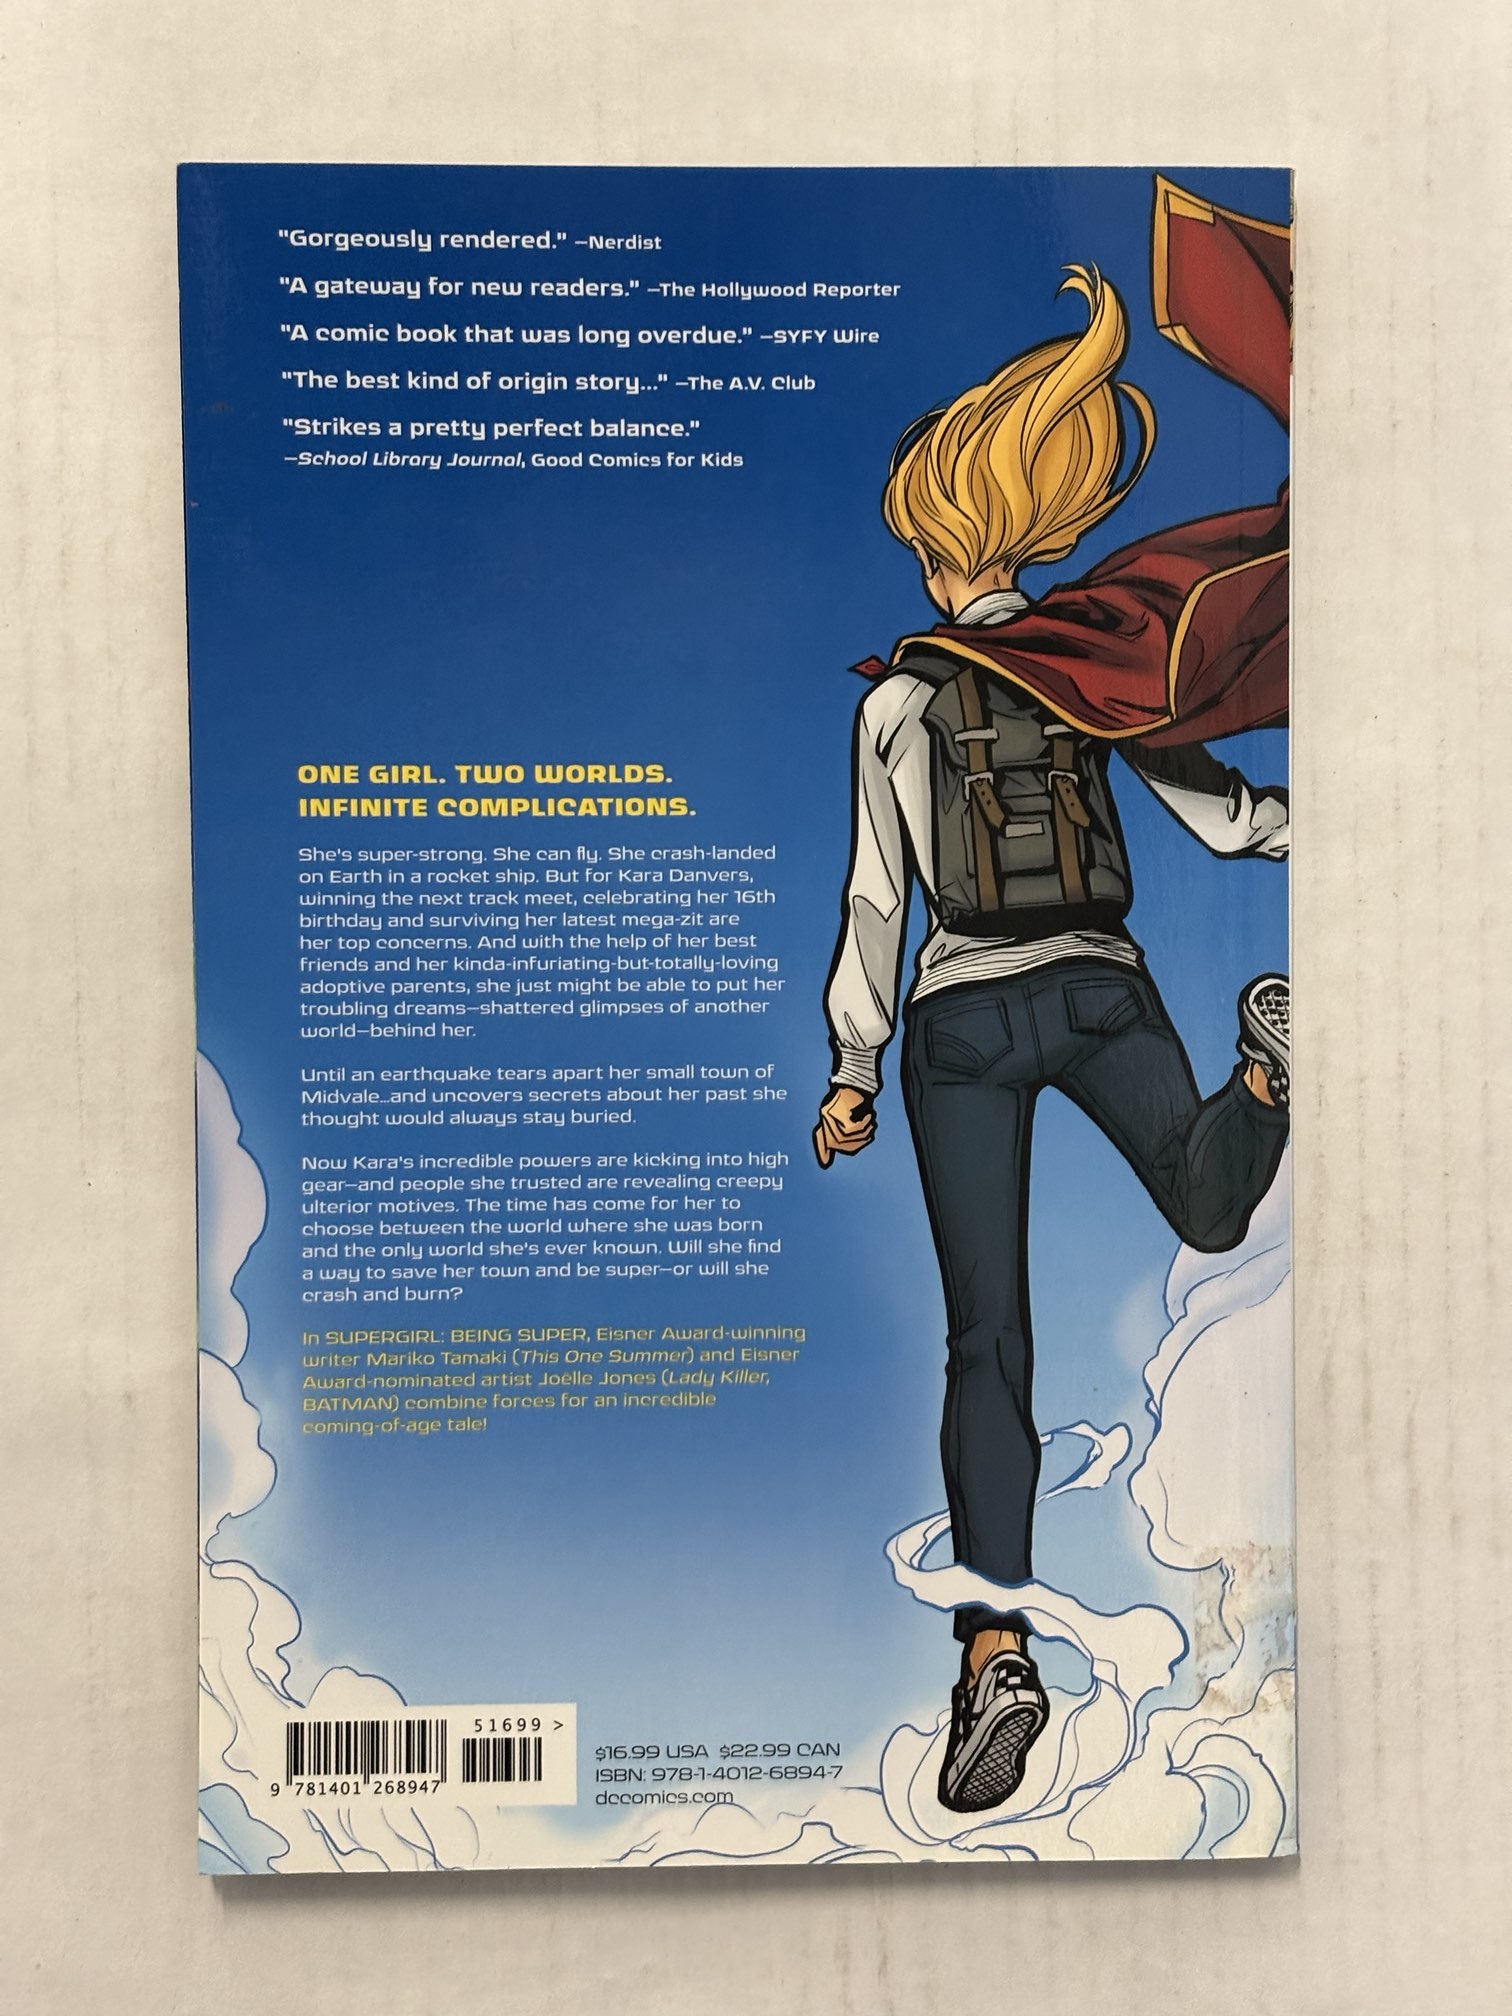 "Gorgeously rendered." —Nerdist
"A gateway for new readers." —The Hollywood Reporter
"A comic book that was long overdue." —SYFY Wire
"The best kind of origin story..." —The A.V. Club
"Strikes a pretty perfect balance."
—School Library Journal, Good Comics for Kids
ONE GIRL. TWO WORLDS.
INFINITE COMPLICATIONS.
She's super-strong. She can fly. She crash-landed
on Earth in a rocket ship. But for Kara Danvers,
winning the next track meet, celebrating her 16th
birthday and surviving her latest mega-zit are
her top concerns. And with the help of her best
friends and her kinda-infuriating-but-totally-loving
adoptive parents, she just might be able to put her
troubling dreams—shattered glimpses of another
world—behind her.
Until an earthquake tears apart her small town of
Midvale...and uncovers secrets about her past she
thought would always stay buried.
Now Kara's incredible powers are kicking into high
gear—and people she trusted are revealing creepy
ulterior motives. The time has come for her to
choose between the world where she was born
and the only world she's ever known. Will she find
a way to save her town and be super—or will she
crash and burn?
In SUPERGIRL: BEING SUPER, Eisner Award-winning
writer Mariko Tamaki (This One Summer) and Eisner
Award-nominated artist Joëlle Jones (Lady Killer,
BATMAN) combine forces for an incredible
coming-of-age tale!
51699 >
9 781401 268947
$16.99 USA $22.99 CAN
ISBN: 978-1-4012-6894-7
dccomics.com